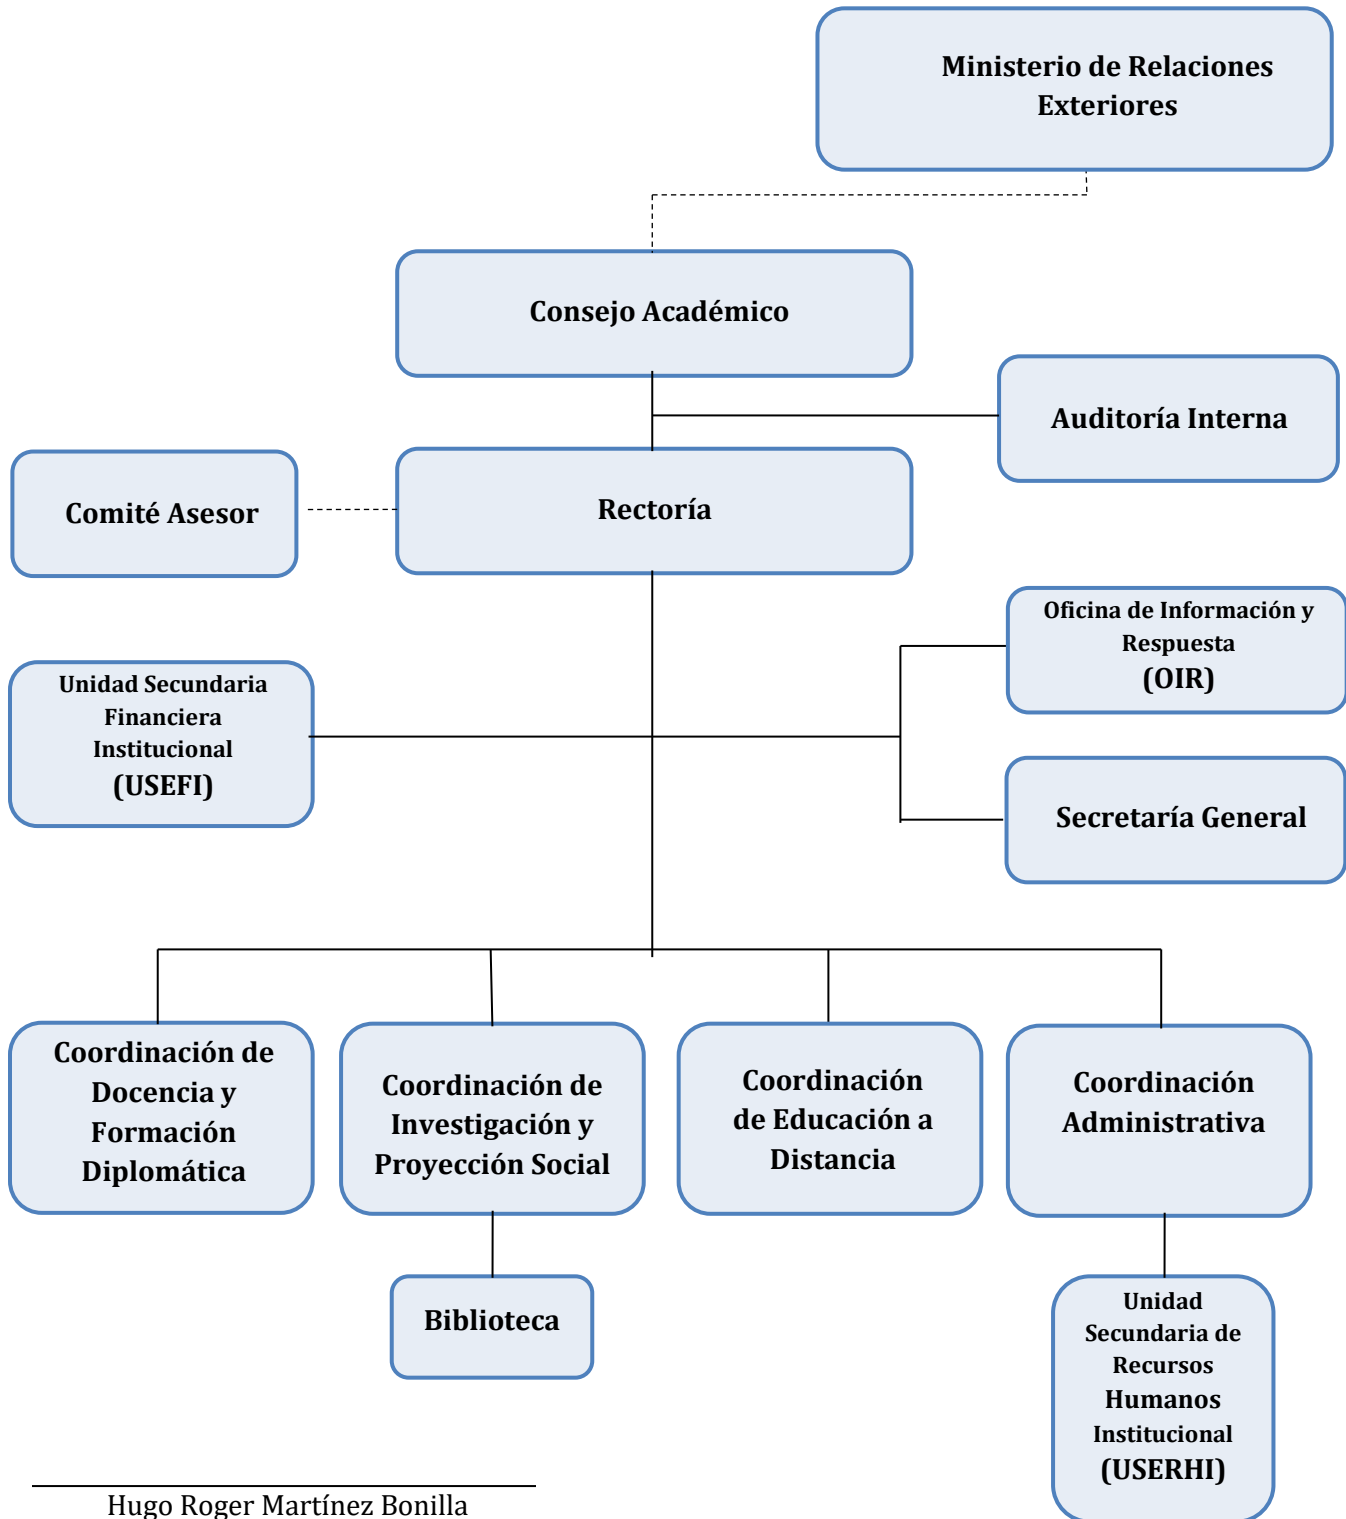 Ministerio de Relaciones
Exteriores
Consejo Académico
Auditoría Interna
Comité Asesor
Rectoría
Oficina de Información y
Respuesta
(OIR)
Unidad Secundaria
Financiera
Institucional
(USEFI)
Secretaría General
Coordinación de
Docencia y
Formación
Diplomática
Coordinación de
Investigación y
Proyección Social
Coordinación
de Educación a
Distancia
Coordinación
Administrativa
Biblioteca
Unidad
Secundaria de
Recursos
Humanos
Institucional
(USERHI)
Hugo Roger Martínez Bonilla